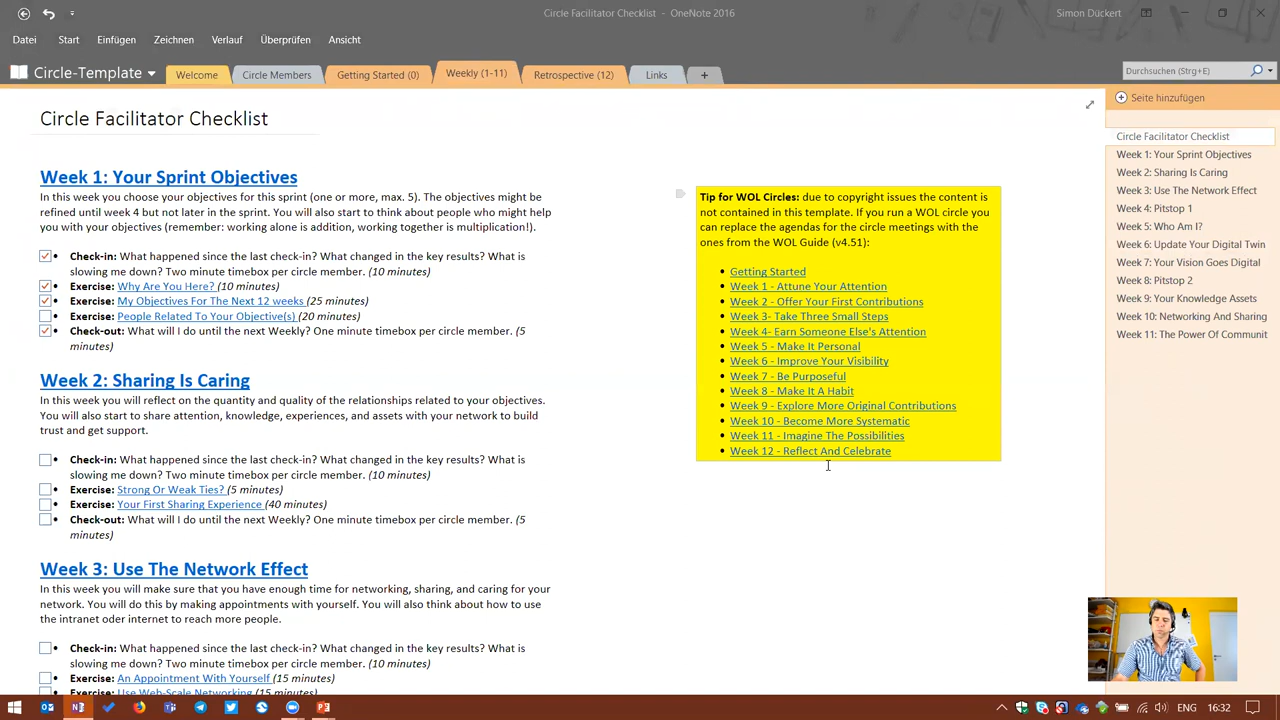 Circle Facilitator Checklist - OneNote 2016
Simon Dückert
Datei Start Einfügen Zeichnen Verlauf Überprüfen Ansicht
Circle-Template
Welcome
Circle Members
Getting Started (0)
Weekly (1-11)
Retrospective (12)
Links
+
Durchsuchen (Strg+E)
Circle Facilitator Checklist
Week 1: Your Sprint Objectives
In this week you choose your objectives for this sprint (one or more, max. 5). The objectives might be
refined until week 4 but not later in the sprint. You will also start to think about people who might help
you with your objectives (remember: working alone is addition, working together is multiplication!).
• Check-in: What happened since the last check-in? What changed in the key results? What is
slowing me down? Two minute timebox per circle member. (10 minutes)
• Exercise: Why Are You Here? (10 minutes)
• Exercise: My Objectives For The Next 12 weeks (25 minutes)
• Exercise: People Related To Your Objective(s) (20 minutes)
• Check-out: What will I do until the next Weekly? One minute timebox per circle member. (5
minutes)
Week 2: Sharing Is Caring
In this week you will reflect on the quantity and quality of the relationships related to your objectives.
You will also start to share attention, knowledge, experiences, and assets with your network to build
trust and get support.
• Check-in: What happened since the last check-in? What changed in the key results? What is
slowing me down? Two minute timebox per circle member. (10 minutes)
• Exercise: Strong Or Weak Ties? (5 minutes)
• Exercise: Your First Sharing Experience (40 minutes)
• Check-out: What will I do until the next Weekly? One minute timebox per circle member. (5
minutes)
Week 3: Use The Network Effect
In this week you will make sure that you have enough time for networking, sharing, and caring for your
network. You will do this by making appointments with yourself. You will also think about how to use
the intranet oder internet to reach more people.
• Check-in: What happened since the last check-in? What changed in the key results? What is
slowing me down? Two minute timebox per circle member. (10 minutes)
• Exercise: An Appointment With Yourself (15 minutes)
• Exercise: Use Web-Scale Networking (15 minutes)
Tip for WOL Circles: due to copyright issues the content is
not contained in this template. If you run a WOL circle you
can replace the agendas for the circle meetings with the
ones from the WOL Guide (v4.51):
• Getting Started
• Week 1 - Attune Your Attention
• Week 2 - Offer Your First Contributions
• Week 3- Take Three Small Steps
• Week 4- Earn Someone Else's Attention
• Week 5 - Make It Personal
• Week 6 - Improve Your Visibility
• Week 7 - Be Purposeful
• Week 8 - Make It A Habit
• Week 9 - Explore More Original Contributions
• Week 10 - Become More Systematic
• Week 11 - Imagine The Possibilities
• Week 12 - Reflect And Celebrate
Seite hinzufügen
Circle Facilitator Checklist
Week 1: Your Sprint Objectives
Week 2: Sharing Is Caring
Week 3: Use The Network Effect
Week 4: Pitstop 1
Week 5: Who Am I?
Week 6: Update Your Digital Twin
Week 7: Your Vision Goes Digital
Week 8: Pitstop 2
Week 9: Your Knowledge Assets
Week 10: Networking And Sharing
Week 11: The Power Of Communit
ENG 16:32